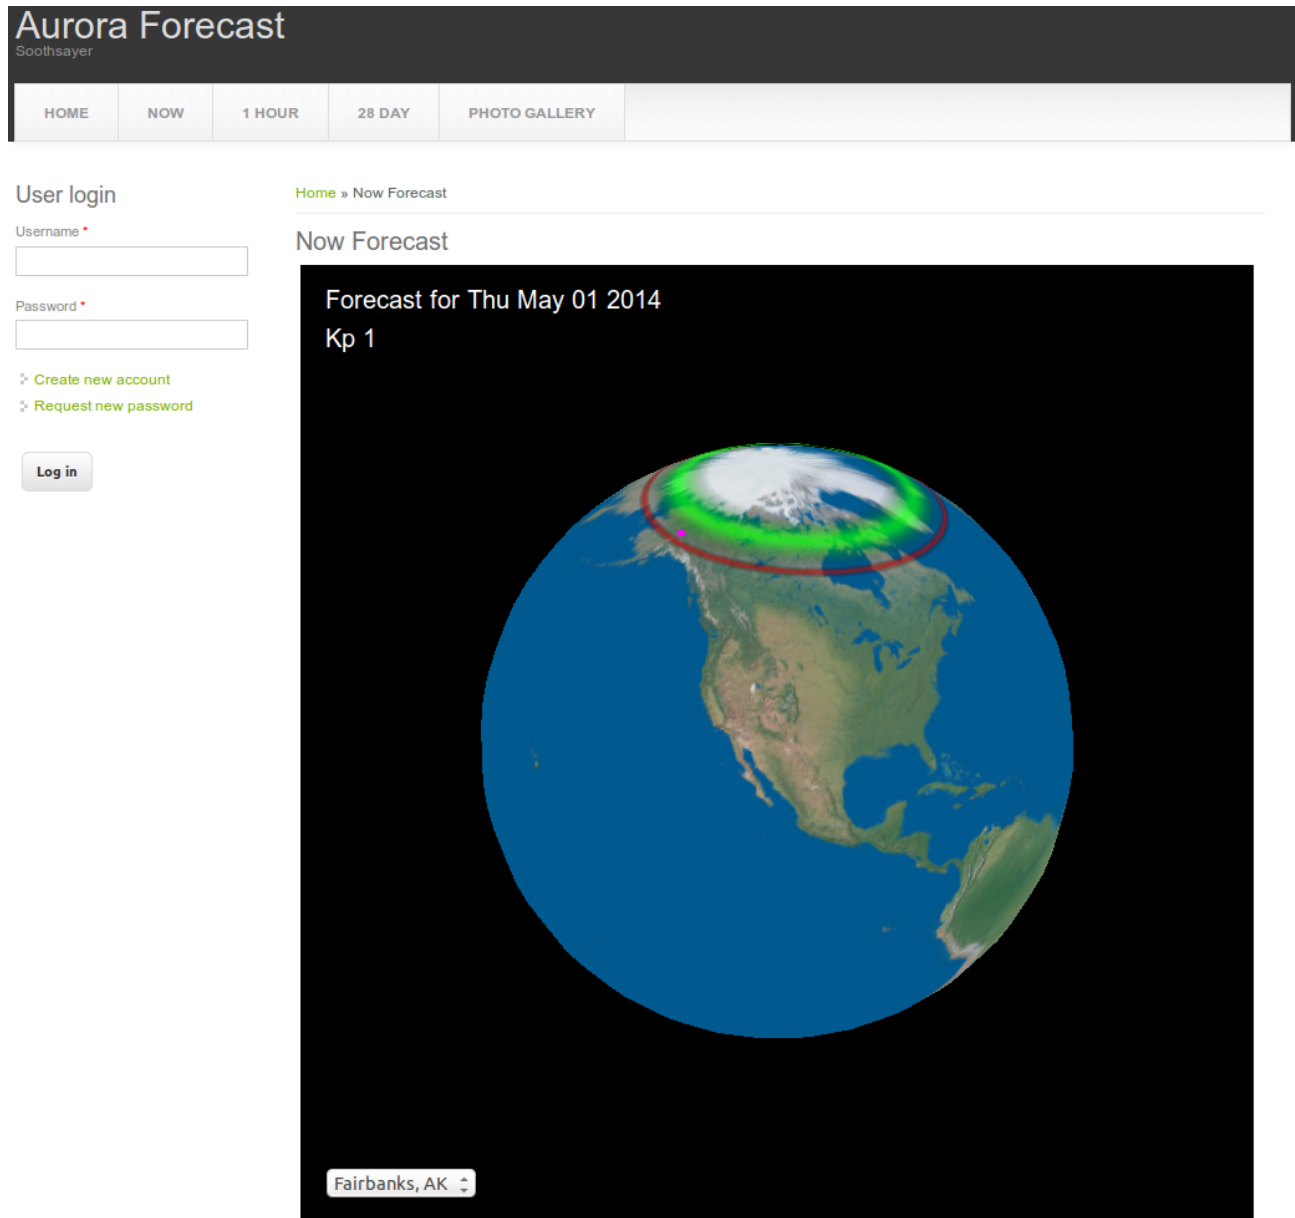 Aurora Forecast
Soothsayer
HOME NOW 1 HOUR 28 DAY PHOTO GALLERY
User login
Username *
Password *
Create new account
Request new password
Log in
Home » Now Forecast
Now Forecast
Forecast for Thu May 01 2014
Kp 1
Fairbanks, AK